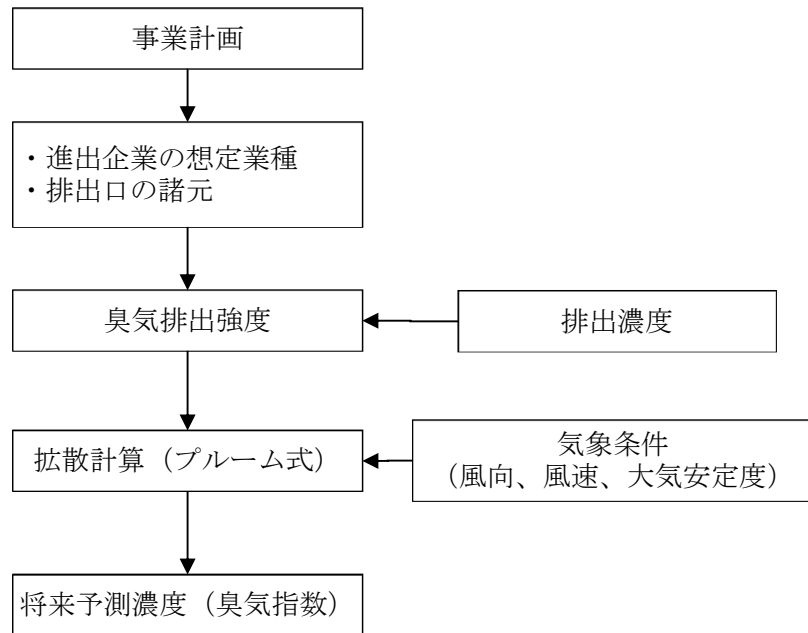 事業計画
・進出企業の想定業種
・排出口の諸元
臭気排出強度
排出濃度
拡散計算（プルーム式）
気象条件
（風向、風速、大気安定度）
将来予測濃度（臭気指数）